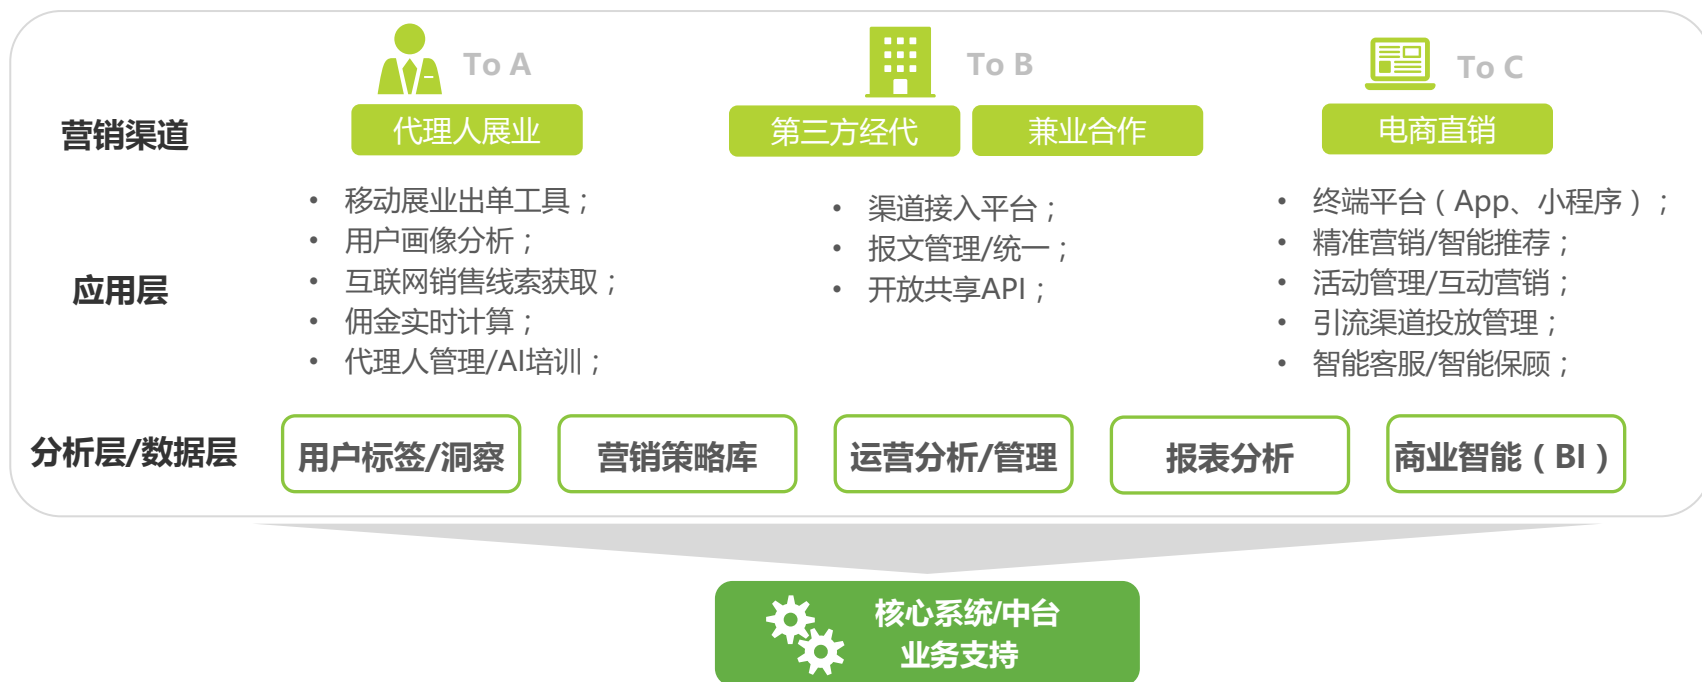 To A
To B
To C
营销渠道
代理人展业
第三方经代
兼业合作
电商直销
应用层
• 移动展业出单工具；
• 用户画像分析；
• 互联网销售线索获取；
• 佣金实时计算；
• 代理人管理/AI培训；
• 渠道接入平台；
• 报文管理/统一；
• 开放共享API；
• 终端平台（App、小程序）；
• 精准营销/智能推荐；
• 活动管理/互动营销；
• 引流渠道投放管理；
• 智能客服/智能保顾；
分析层/数据层
用户标签/洞察
营销策略库
运营分析/管理
报表分析
商业智能（BI）
核心系统/中台
业务支持